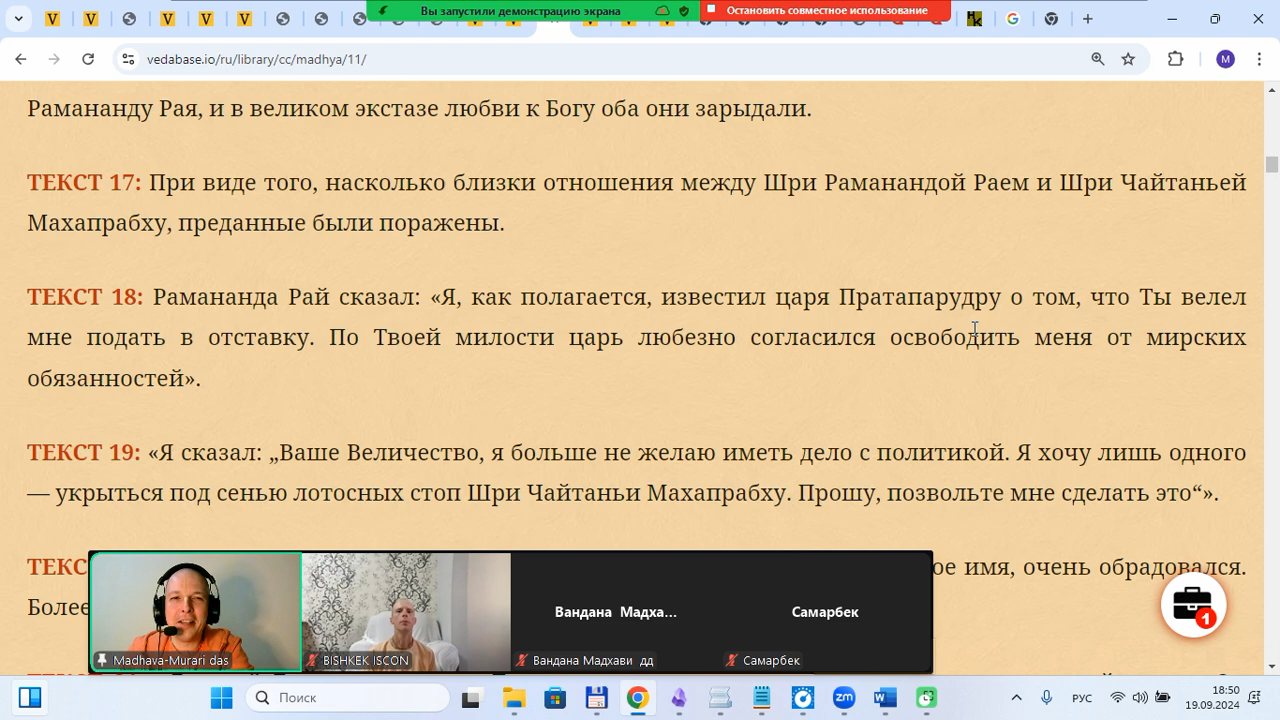 Вы запустили демонстрацию экрана
Остановить совместное использование
vedabase.io/ru/library/cc/madhya/11/
M
Рамананду Рая, и в великом экстазе любви к Богу оба они зарыдали.
ТЕКСТ 17: При виде того, насколько близки отношения между Шри Раманандой Раем и Шри Чайтаньей
Махапрабху, преданные были поражены.
ТЕКСТ 18: Рамананда Рай сказал: «Я, как полагается, известил царя Пратапарудру о том, что Ты велел
мне подать в отставку. По Твоей милости царь любезно согласился освободить меня от мирских
обязанностей».
ТЕКСТ 19: «Я сказал: „Ваше Величество, я больше не желаю иметь дело с политикой. Я хочу лишь одного
— укрыться под сенью лотосных стоп Шри Чайтаньи Махапрабху. Прошу, позвольте мне сделать это“».
имя, очень обрадовался.
Более
Вандана Мадха...
Самарбек
1
Madhava-Murari das
BISHKEK ISCON
Вандана Мадхави дд
Самарбек
Поиск
zm
РУС
18:50
19.09.2024